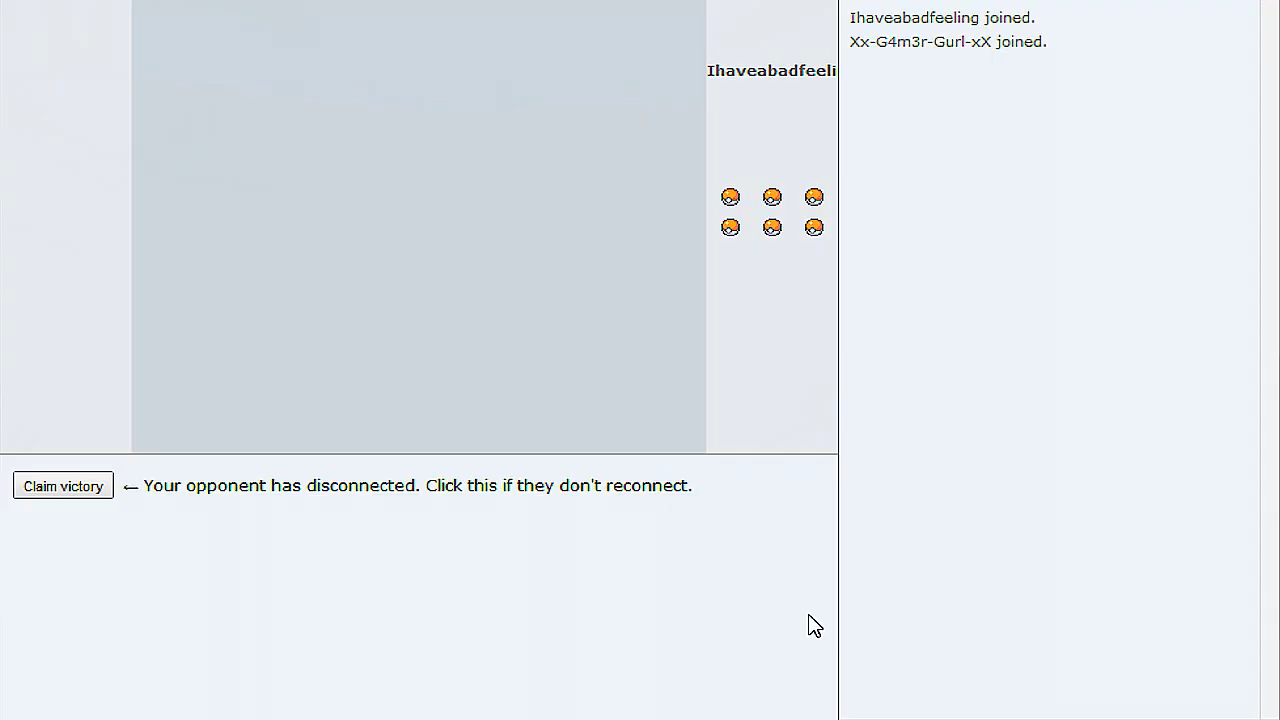 Ihaveabadfeeling joined.
Xx-G4m3r-Gurl-xX joined.
Ihaveabadfeeli
Claim victory ← Your opponent has disconnected. Click this if they don't reconnect.